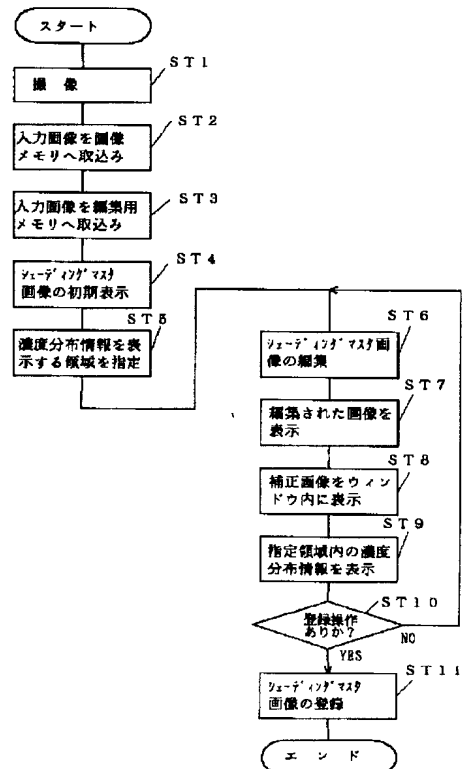 スタート
ST1
撮 像
ST2
入力画像を画像
メモリへ取込み
ST3
入力画像を編集用
メモリへ取込み
ST4
ｼｪｰﾃﾞｨﾝｸﾞﾏｽﾀ
画像の初期表示
ST5
濃度分布情報を表
示する領域を指定
ST6
ｼｪｰﾃﾞｨﾝｸﾞﾏｽﾀ画
像の編集
ST7
編集された画像を
表示
ST8
補正画像をウィン
ドウ内に表示
ST9
指定領域内の濃度
分布情報を表示
ST10
登録操作
ありか?
NO
YES
ST11
ｼｪｰﾃﾞｨﾝｸﾞﾏｽﾀ
画像の登録
エ ン ド